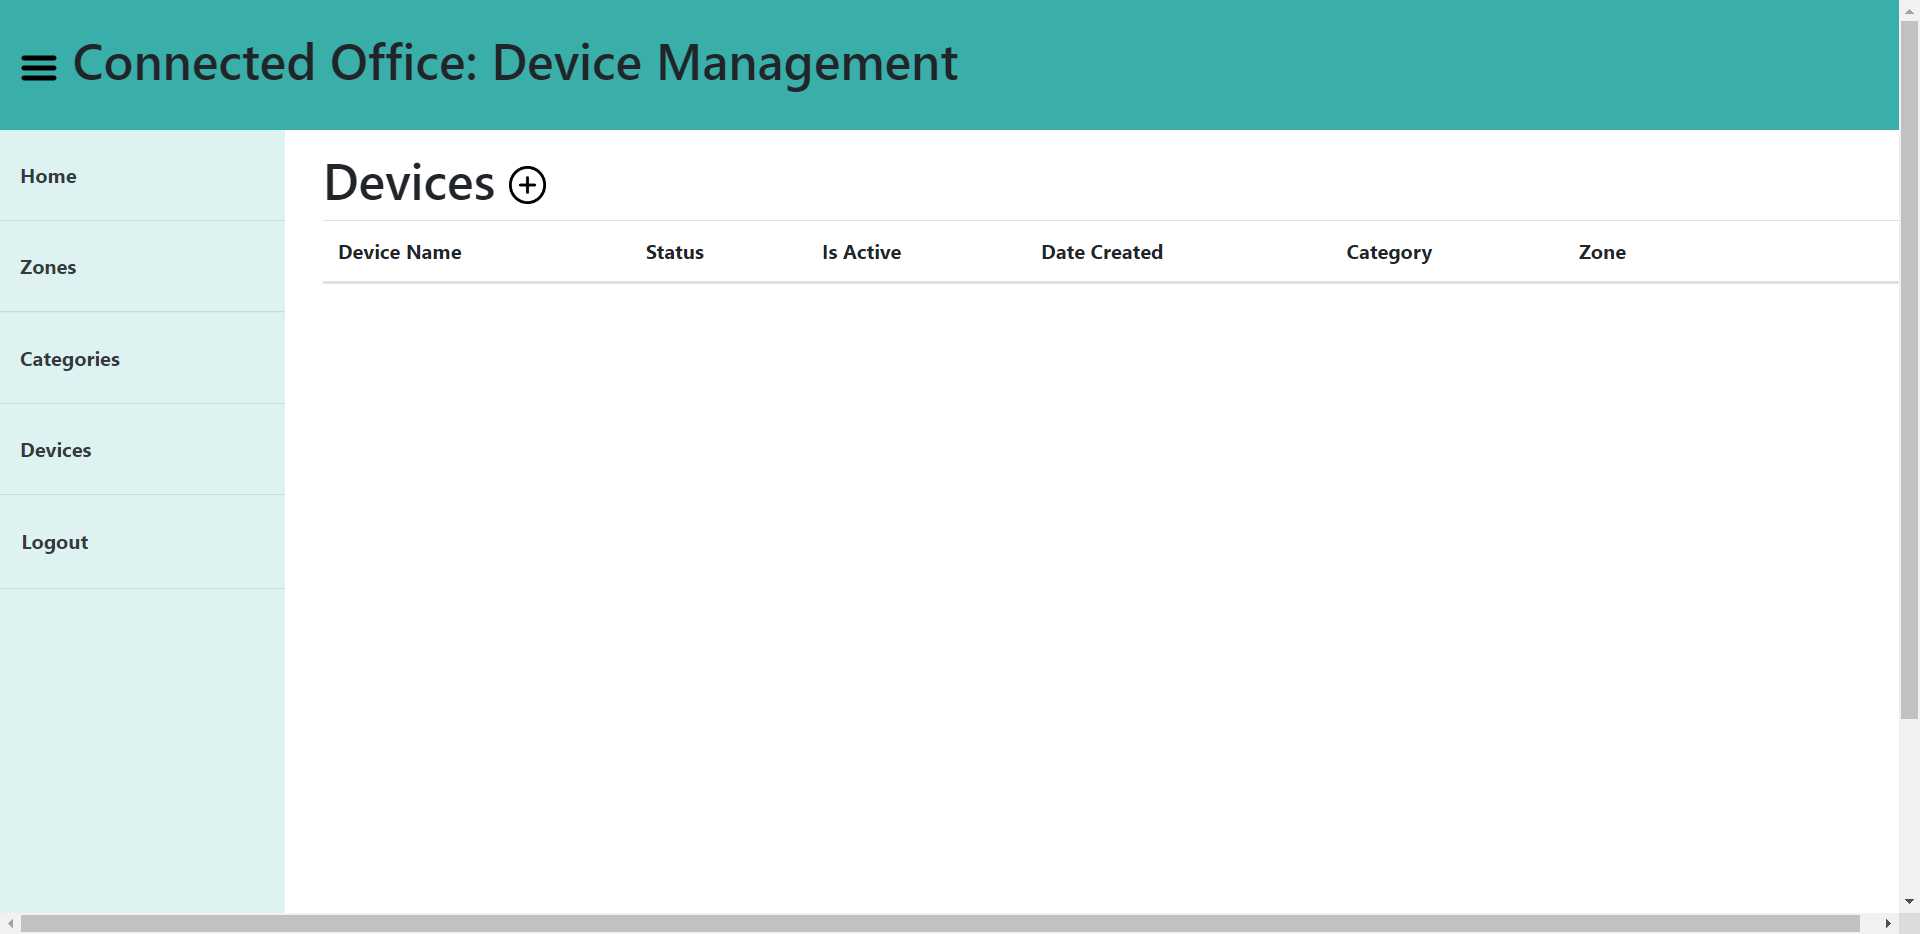 Connected Office: Device Management
Home
Zones
Categories
Devices
Logout
Devices
Device Name Status Is Active Date Created Category Zone